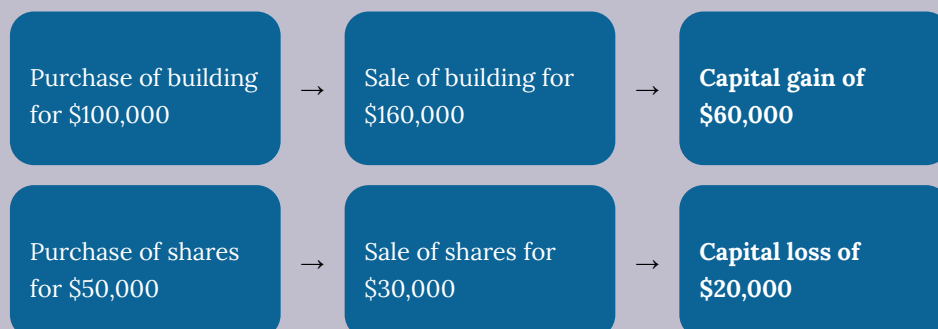 Purchase of building
for $100,000
→
Sale of building for
$160,000
→
Capital gain of
$60,000
Purchase of shares
for $50,000
→
Sale of shares for
$30,000
→
Capital loss of
$20,000